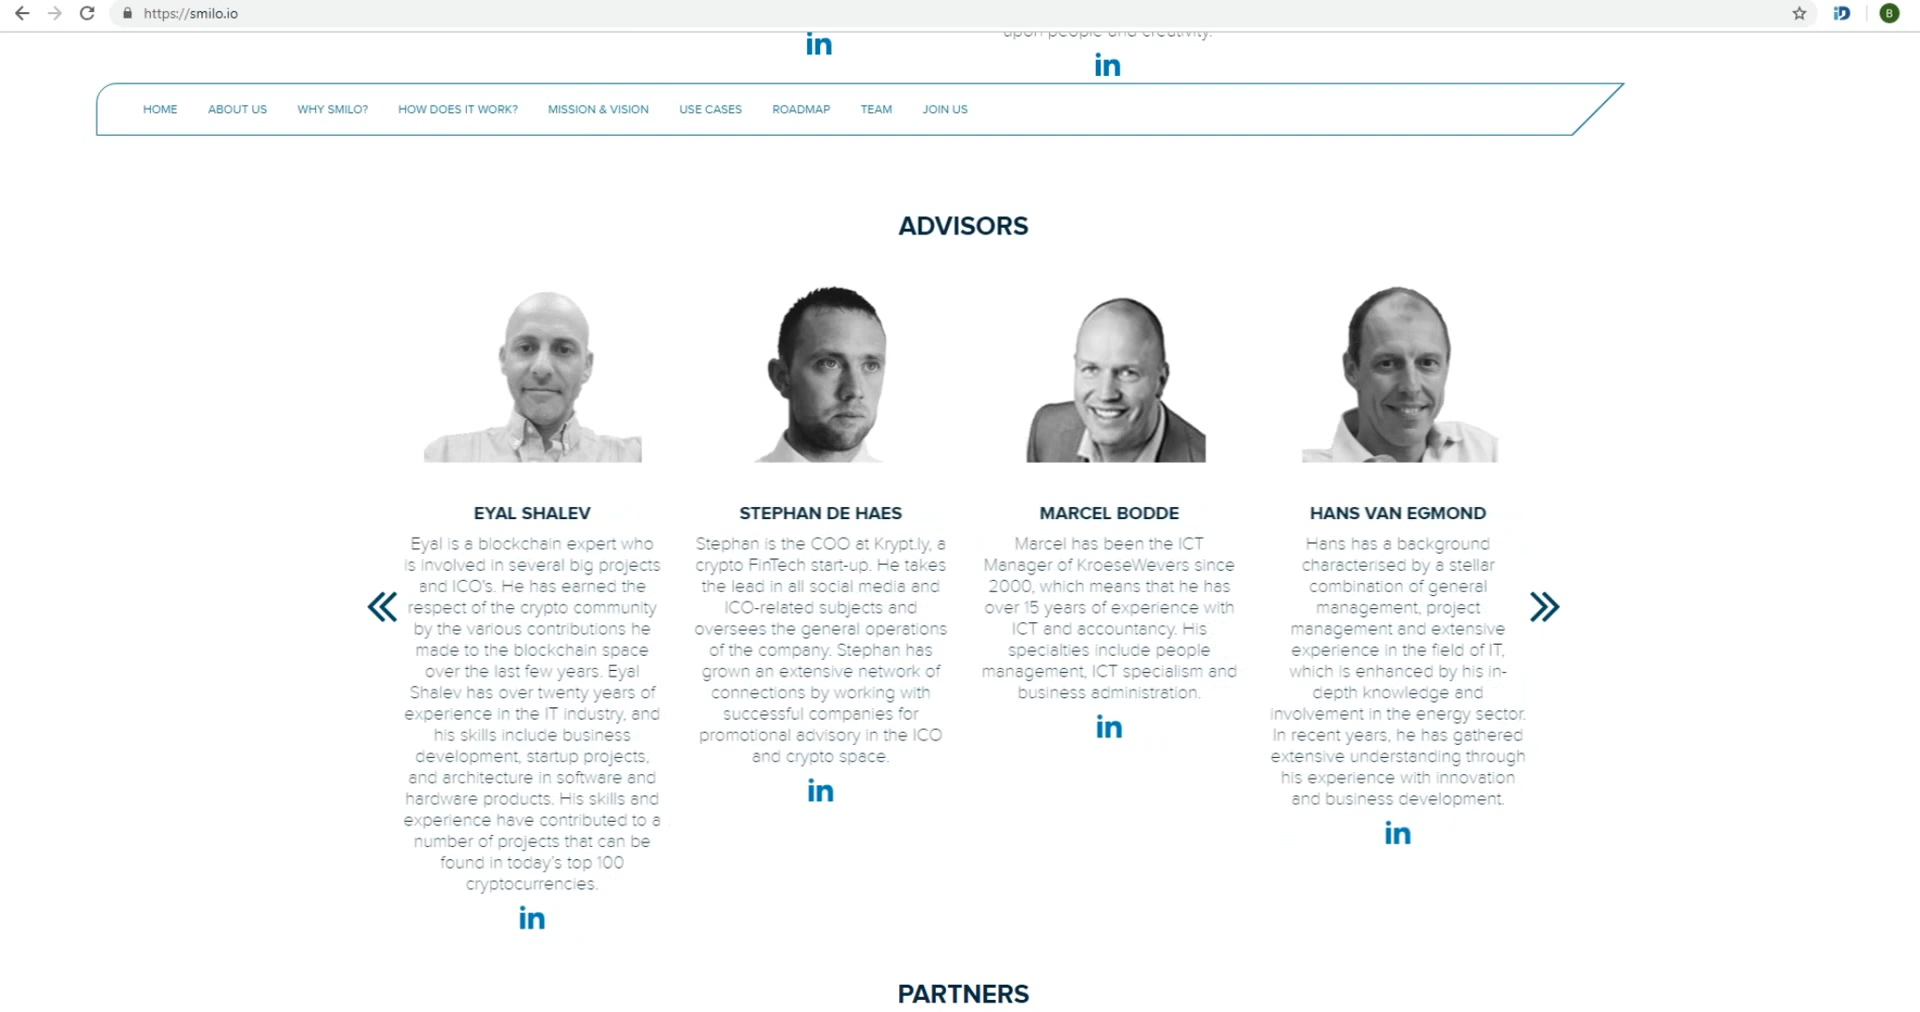 https://smilo.io
B
in
upon people and creativity.
in
HOME ABOUT US WHY SMILO? HOW DOES IT WORK? MISSION & VISION USE CASES ROADMAP TEAM JOIN US
ADVISORS
EYAL SHALEV
Eyal is a blockchain expert who
is involved in several big projects
and ICO's. He has earned the
respect of the crypto community
by the various contributions he
made to the blockchain space
over the last few years. Eyal
Shalev has over twenty years of
experience in the IT industry, and
his skills include business
development, startup projects,
and architecture in software and
hardware products. His skills and
experience have contributed to a
number of projects that can be
found in today's top 100
cryptocurrencies.
in
STEPHAN DE HAES
Stephan is the COO at Krypt.ly, a
crypto FinTech start-up. He takes
the lead in all social media and
ICO-related subjects and
oversees the general operations
of the company. Stephan has
grown an extensive network of
connections by working with
successful companies for
promotional advisory in the ICO
and crypto space.
in
MARCEL BODDE
Marcel has been the ICT
Manager of KroeseWevers since
2000, which means that he has
over 15 years of experience with
ICT and accountancy. His
specialties include people
management, ICT specialism and
business administration.
in
HANS VAN EGMOND
Hans has a background
characterised by a stellar
combination of general
management, project
management and extensive
experience in the field of IT,
which is enhanced by his in-
depth knowledge and
involvement in the energy sector.
In recent years, he has gathered
extensive understanding through
his experience with innovation
and business development.
in
PARTNERS